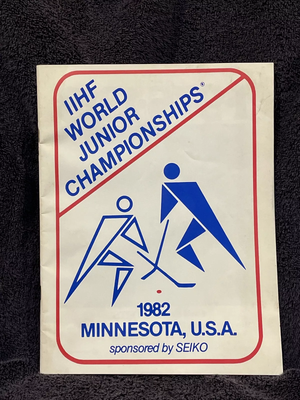 IIHF
WORLD
JUNIOR
CHAMPIONSHIPS®
1982
MINNESOTA, U.S.A.
sponsored by SEIKO